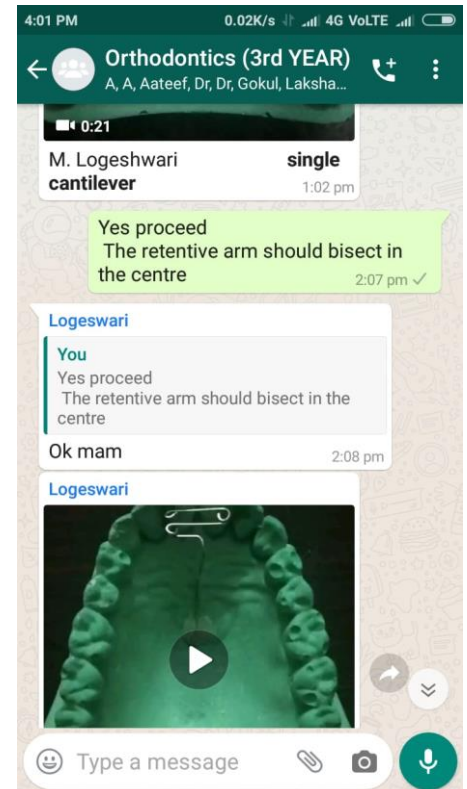 4:01 PM 0.02K/s 4G VoLTE
Orthodontics (3rd YEAR)
A, A, Aateef, Dr, Dr, Gokul, Laksha...
0:21
M. Logeshwari single
cantilever 1:02 pm
Yes proceed
The retentive arm should bisect in
the centre 2:07 pm
Logeswari
You
Yes proceed
The retentive arm should bisect in the
centre
Ok mam 2:08 pm
Logeswari
Type a message